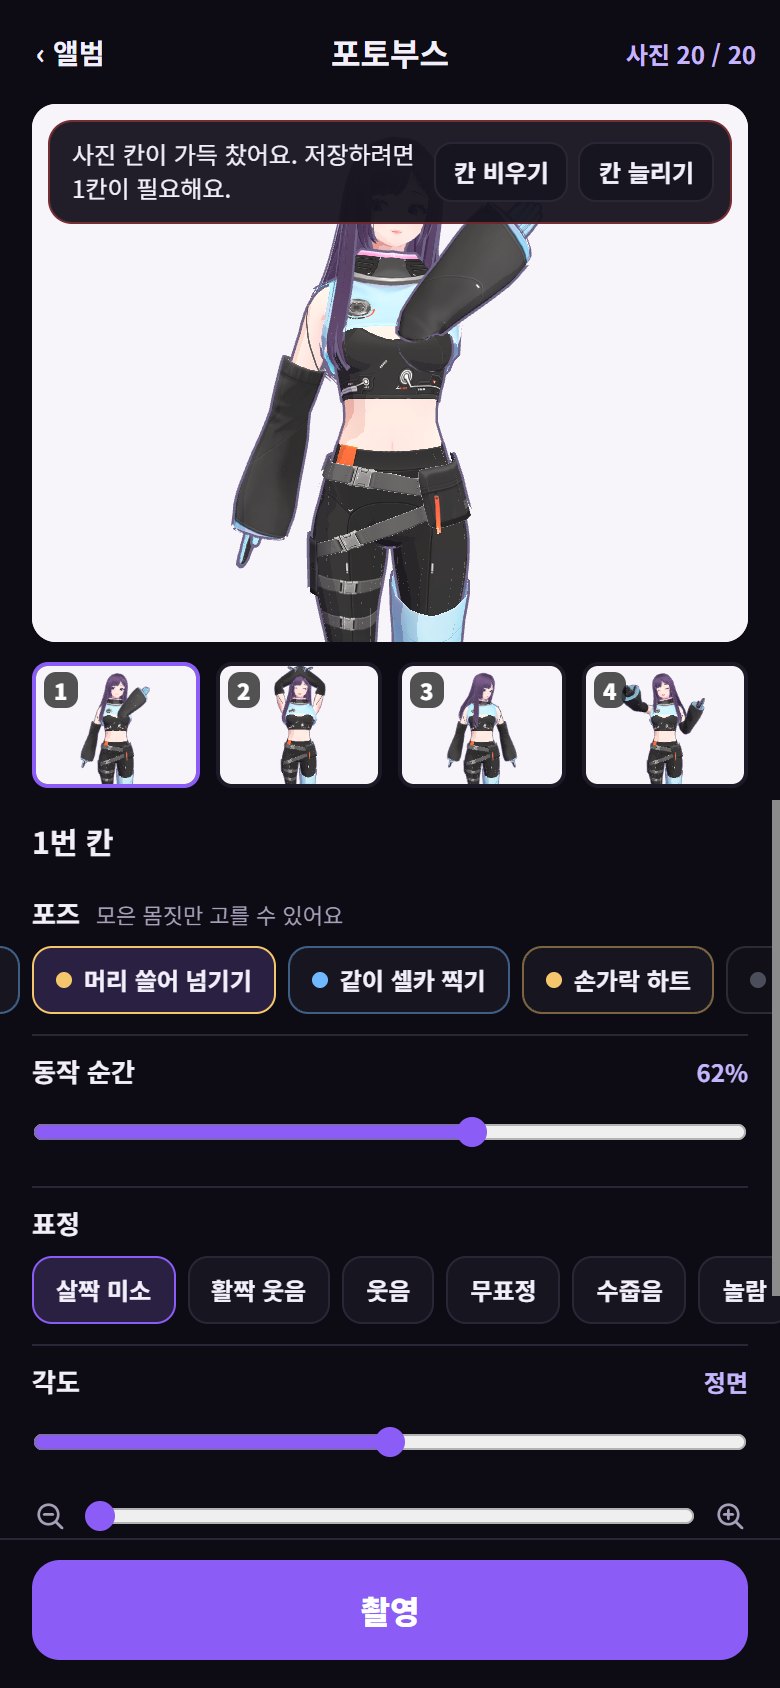 ‹ 앨범
포토부스
사진 20 / 20
사진 칸이 가득 찼어요. 저장하려면
1칸이 필요해요.
칸 비우기
칸 늘리기
1
2
3
4
1번 칸
포즈 모은 몸짓만 고를 수 있어요
머리 쓸어 넘기기
같이 셀카 찍기
손가락 하트
동작 순간
62%
표정
살짝 미소
활짝 웃음
웃음
무표정
수줍음
놀람
각도
정면
촬영